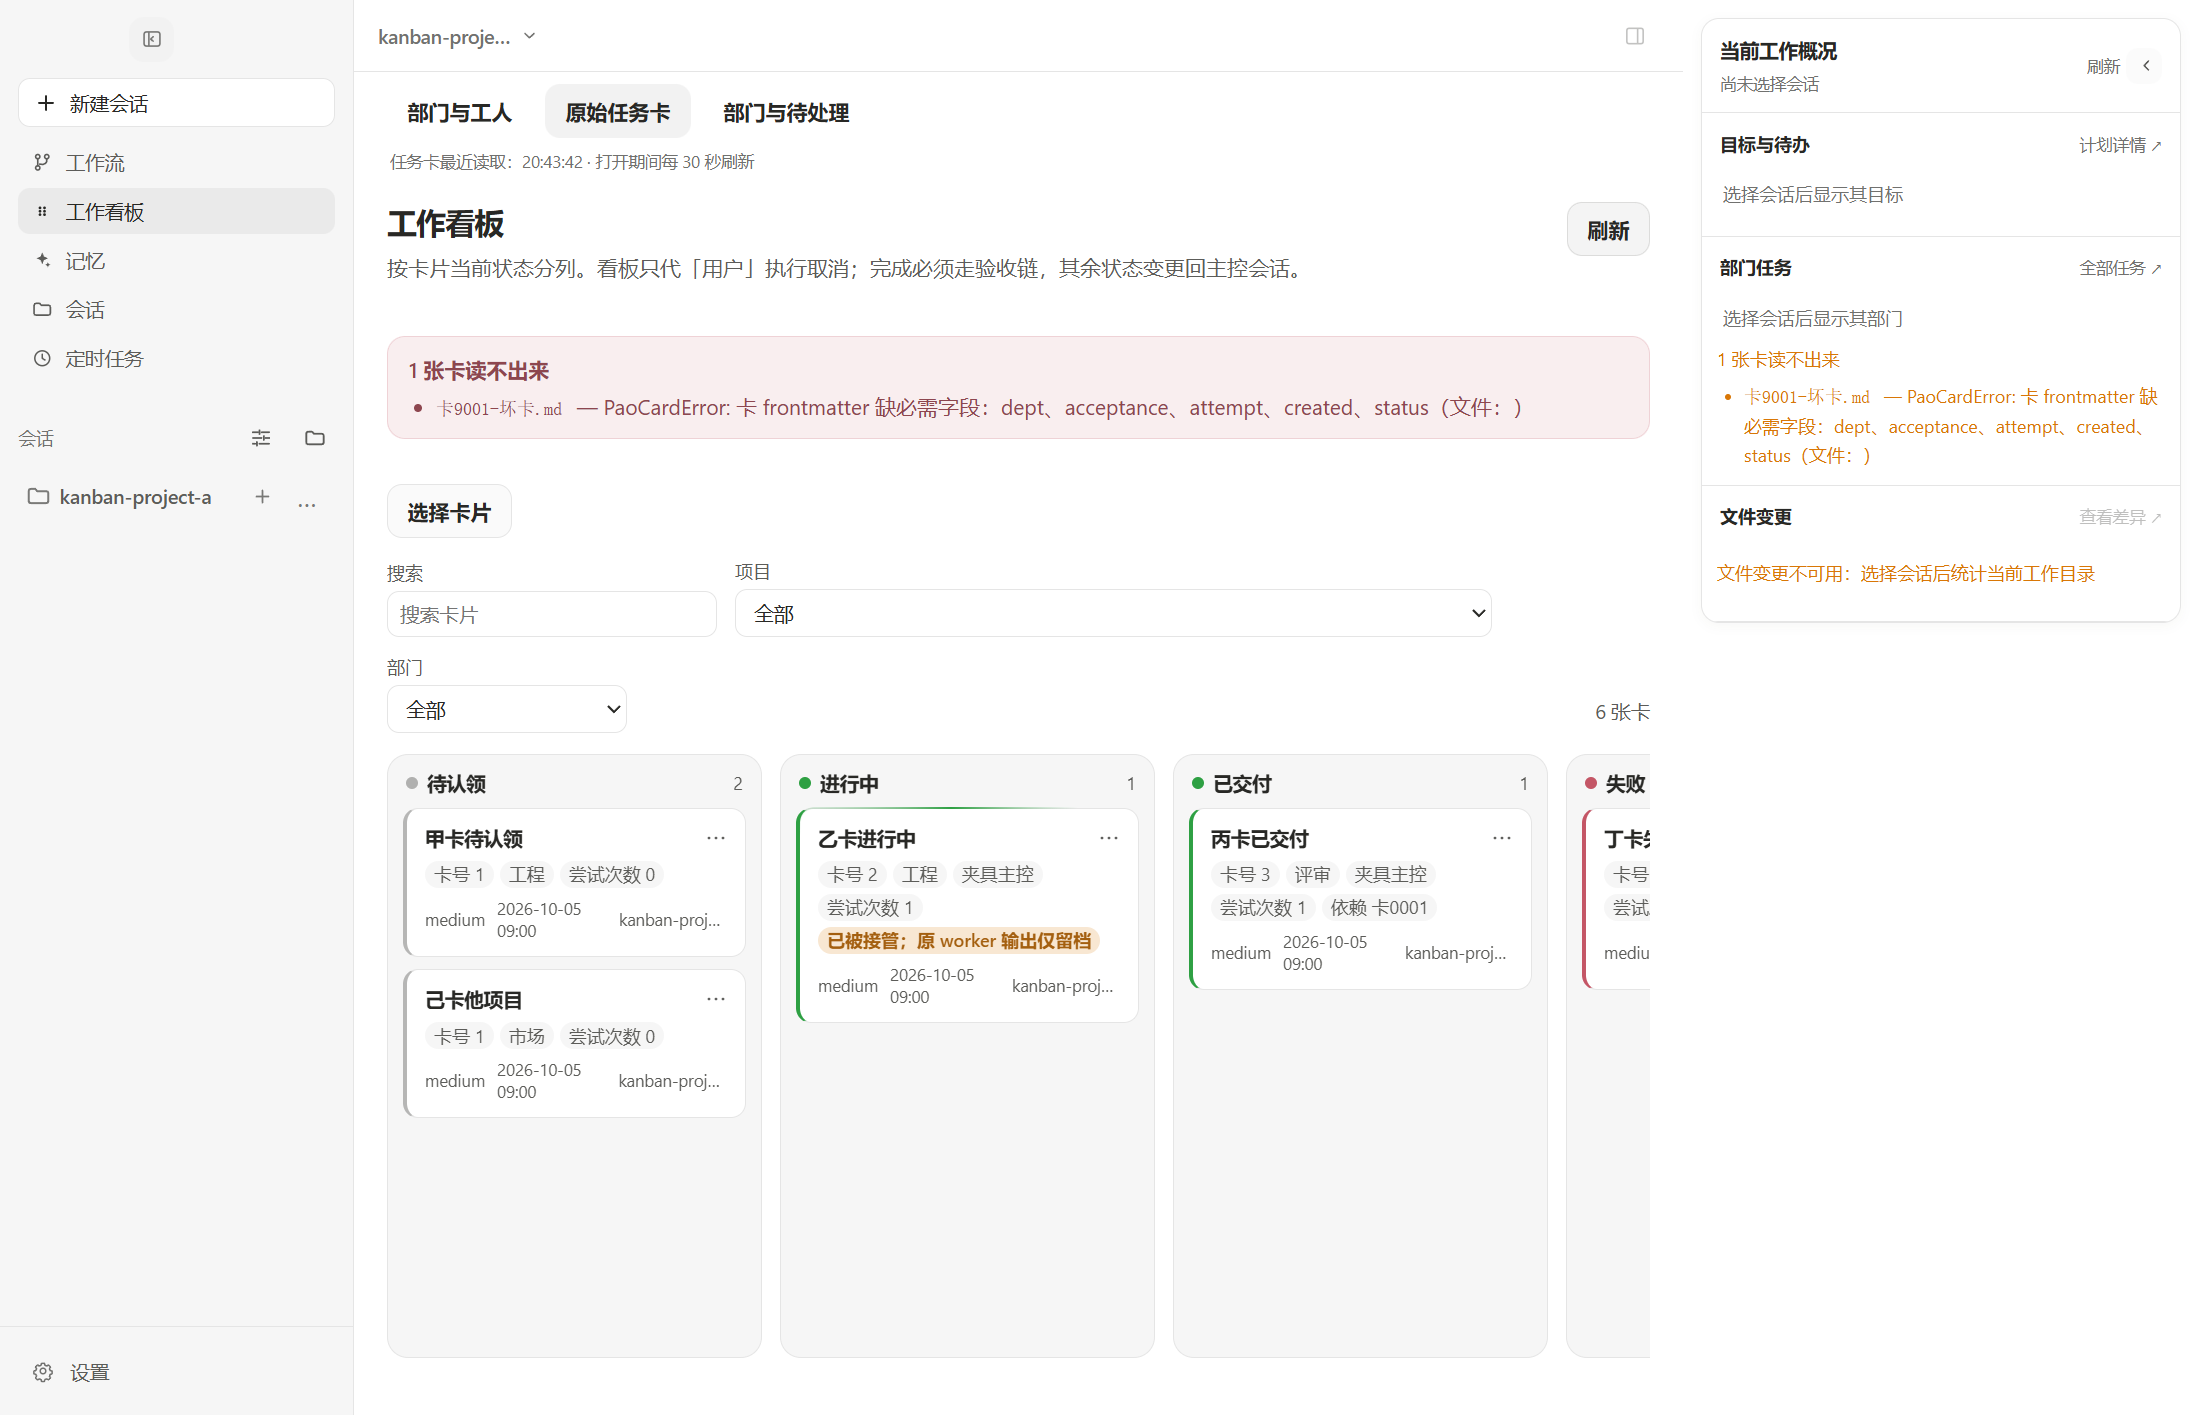 新建会话
工作流
工作看板
记忆
会话
定时任务
会话
kanban-project-a
...
设置
kanban-proje...
部门与工人
原始任务卡
部门与待处理
任务卡最近读取：20:43:42 · 打开期间每 30 秒刷新
工作看板
刷新
按卡片当前状态分列。看板只代「用户」执行取消；完成必须走验收链，其余状态变更回主控会话。
1 张卡读不出来
卡9001-坏卡.md — PaoCardError: 卡 frontmatter 缺必需字段：dept、acceptance、attempt、created、status（文件：）
选择卡片
搜索
搜索卡片
项目
全部
部门
全部
6 张卡
待认领 2
甲卡待认领 ...
卡号 1 工程 尝试次数 0
medium 2026-10-05 09:00 kanban-proj...
己卡他项目 ...
卡号 1 市场 尝试次数 0
medium 2026-10-05 09:00 kanban-proj...
进行中 1
乙卡进行中 ...
卡号 2 工程 夹具主控
尝试次数 1
已被接管；原 worker 输出仅留档
medium 2026-10-05 09:00 kanban-proj...
已交付 1
丙卡已交付 ...
卡号 3 评审 夹具主控
尝试次数 1 依赖 卡0001
medium 2026-10-05 09:00 kanban-proj...
失败
丁卡
卡号
尝试
当前工作概况
尚未选择会话
刷新
目标与待办
计划详情 ↗
选择会话后显示其目标
部门任务
全部任务 ↗
选择会话后显示其部门
1 张卡读不出来
卡9001-坏卡.md — PaoCardError: 卡 frontmatter 缺
必需字段：dept、acceptance、attempt、created、
status（文件：）
文件变更
查看差异 ↗
文件变更不可用：选择会话后统计当前工作目录